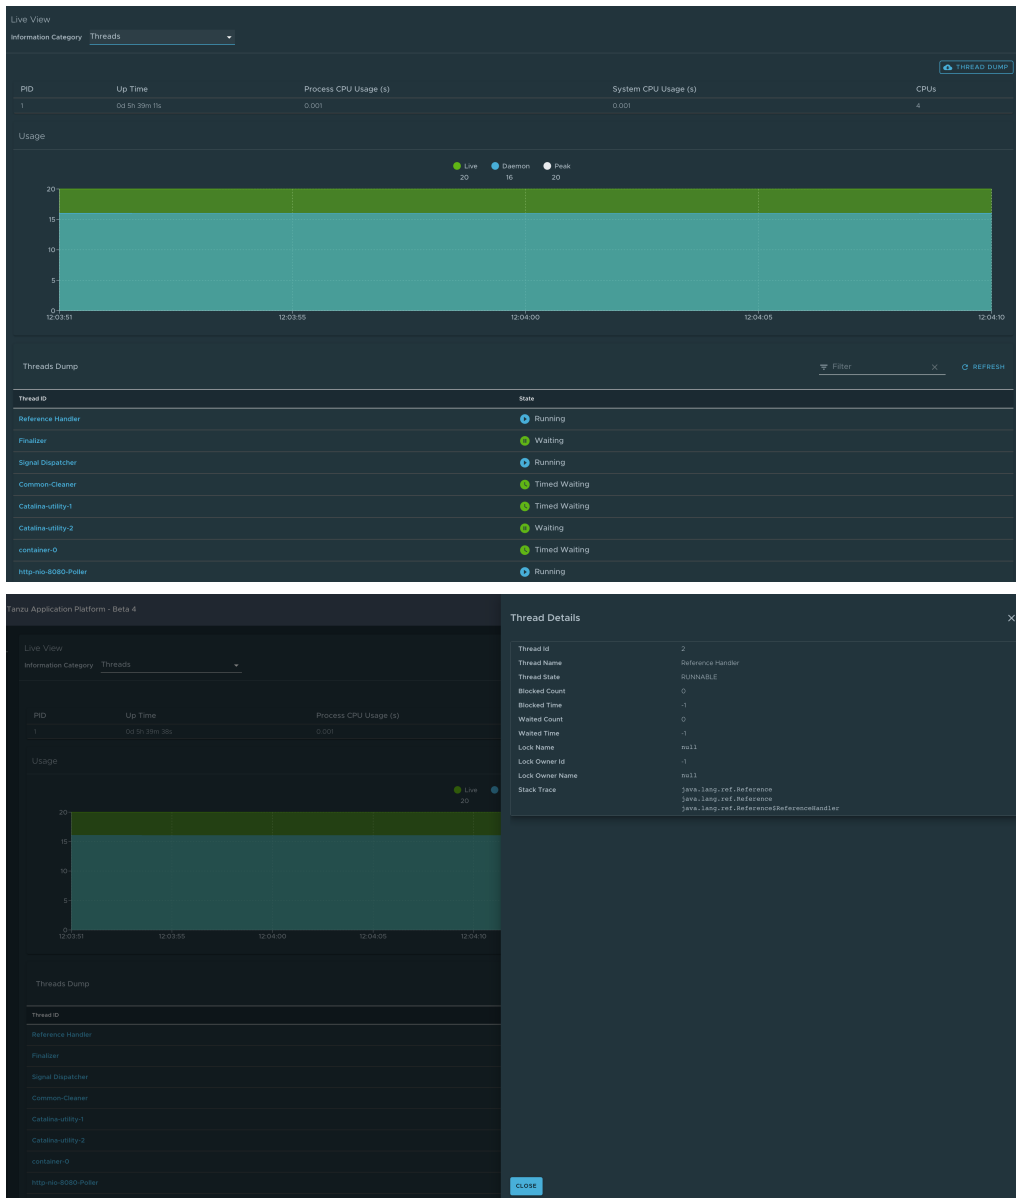 Live View
Information Category Threads
THREAD DUMP
PID Up Time Process CPU Usage (s) System CPU Usage (s) CPUs
1 0d 5h 39m 11s 0.001 0.001 4
Usage
Live Daemon Peak
20 16 20
20
15
10
5
0
12:03:51 12:03:55 12:04:00 12:04:05 12:04:10
Threads Dump Filter REFRESH
Thread ID State
Reference Handler Running
Finalizer Waiting
Signal Dispatcher Running
Common-Cleaner Timed Waiting
Catalina-utility-1 Timed Waiting
Catalina-utility-2 Waiting
container-0 Timed Waiting
http-nio-8080-Poller Running
Tanzu Application Platform - Beta 4
Live View
Information Category Threads
PID Up Time Process CPU Usage (s)
1 0d 5h 39m 38s 0.001
Usage
Live
20
20
15
10
5
0
12:03:51 12:03:55 12:04:00 12:04:05 12:04:10
Threads Dump
Thread ID
Reference Handler
Finalizer
Signal Dispatcher
Common-Cleaner
Catalina-utility-1
Catalina-utility-2
container-0
http-nio-8080-Poller
Thread Details
Thread Id 2
Thread Name Reference Handler
Thread State RUNNABLE
Blocked Count 0
Blocked Time -1
Waited Count 0
Waited Time -1
Lock Name null
Lock Owner Id -1
Lock Owner Name null
Stack Trace java.lang.ref.Reference
java.lang.ref.Reference
java.lang.ref.Reference$ReferenceHandler
CLOSE